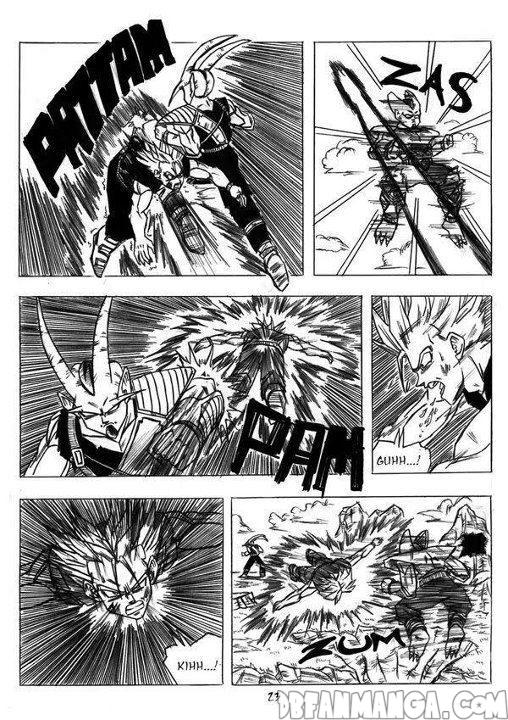 PATTAM
ZAS
PAM
GUHH...!
KIHH...!
ZUM
23
DBFANMANGA.COM